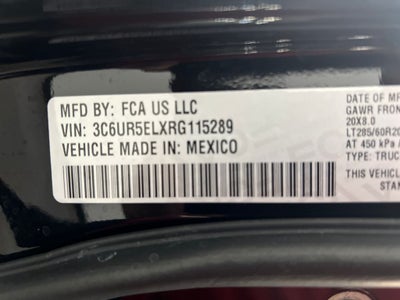 MFD BY: FCA US LLC
VIN: 3C6UR5ELXRG115289
VEHICLE MADE IN: MEXICO
DATE OF MF
GAWR FRON
20X8.0
LT285/60R20
AT 450 kPa
TYPE: TRUC
THIS VEHIC
STAN